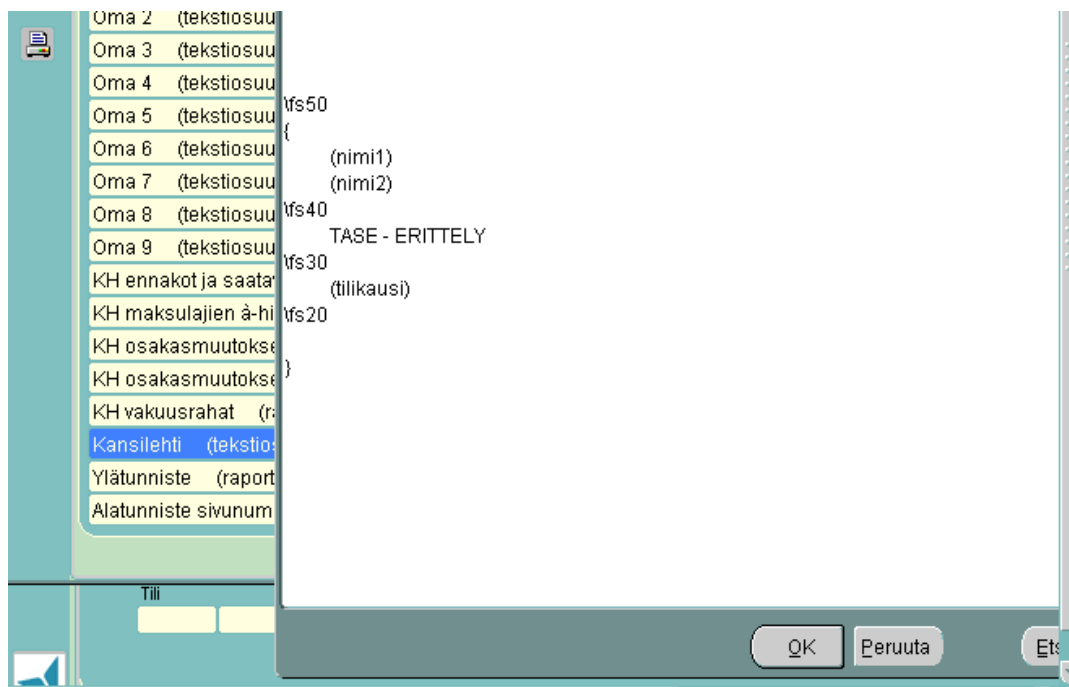 Oma 2 (tekstiosuu
Oma 3 (tekstiosuu
Oma 4 (tekstiosuu
Oma 5 (tekstiosuu
Oma 6 (tekstiosuu
Oma 7 (tekstiosuu
Oma 8 (tekstiosuu
Oma 9 (tekstiosuu
KH ennakot ja saata
KH maksulajien à-hi
KH osakasmuutokse
KH osakasmuutokse
KH vakuusrahat (ra
Kansilehti (tekstios
Ylätunniste (raport
Alatunniste sivunum
Tili
\fs50
{
(nimi1)
(nimi2)
\fs40
TASE - ERITTELY
\fs30
(tilikausi)
\fs20
}
OK
Peruuta
Ets